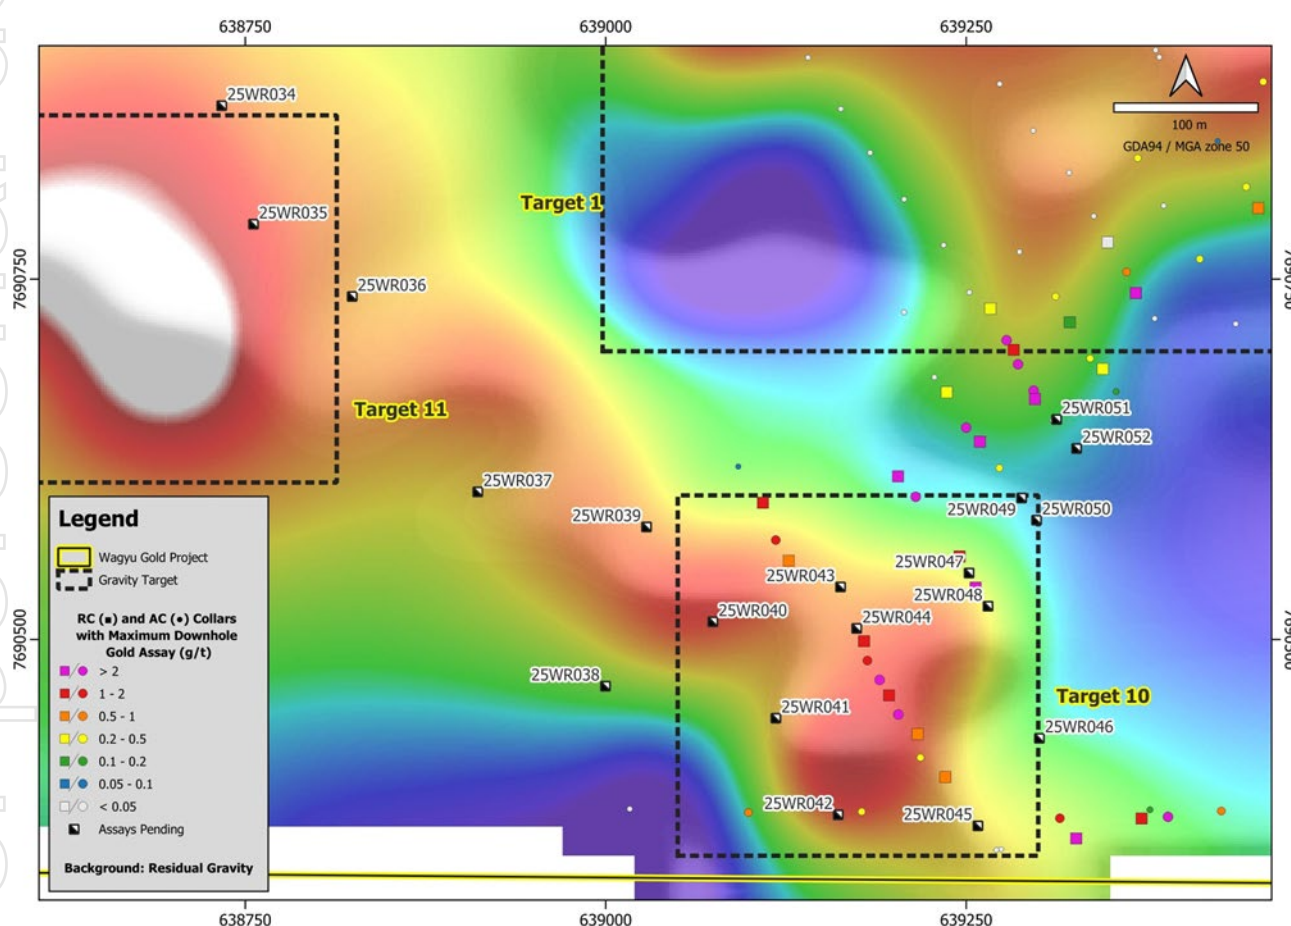 638750
639000
639250
25WR034
100 m
GDA94 / MGA zone 50
Target 1
25WR035
7690750
25WR036
Target 11
25WR051
25WR052
25WR037
25WR039
25WR049
25WR050
25WR047
25WR043
25WR048
25WR040
25WR044
7690500
25WR038
Target 10
25WR041
25WR046
25WR042
25WR045
Legend
Wagyu Gold Project
Gravity Target
RC (■) and AC (●) Collars
with Maximum Downhole
Gold Assay (g/t)
> 2
1 - 2
0.5 - 1
0.2 - 0.5
0.1 - 0.2
0.05 - 0.1
< 0.05
Assays Pending
Background: Residual Gravity
638750
639000
639250